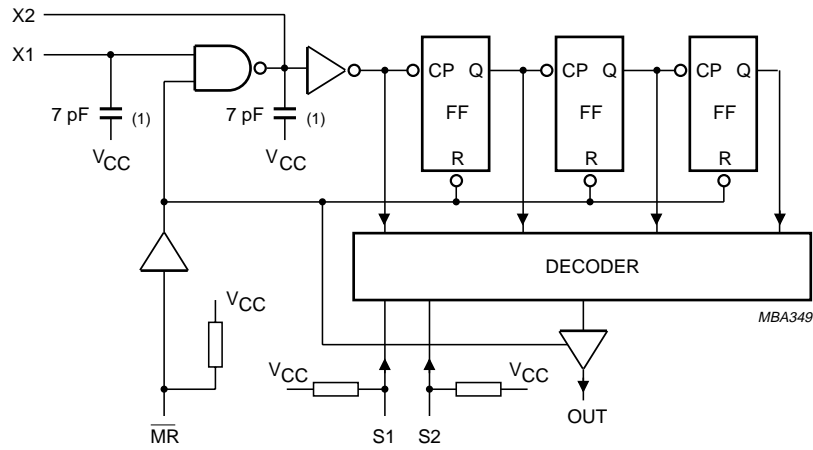 X2
X1
7 pF (1)
VCC
7 pF (1)
VCC
CP Q
FF
R
CP Q
FF
R
CP Q
FF
R
DECODER
MBA349
VCC
VCC
VCC
MR
S1
S2
OUT